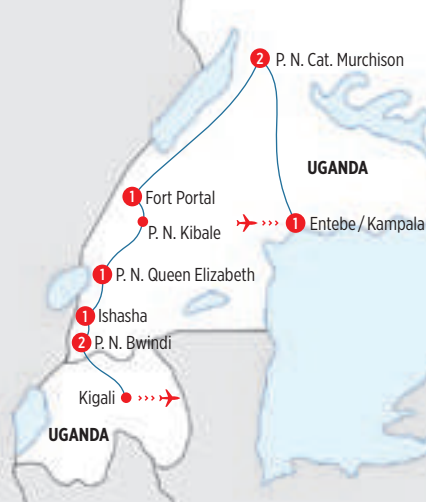 2 P. N. Cat. Murchison
UGANDA
1 Fort Portal
1 Entebe / Kampala
P. N. Kibale
1 P. N. Queen Elizabeth
1 Ishasha
2 P. N. Bwindi
Kigali
UGANDA